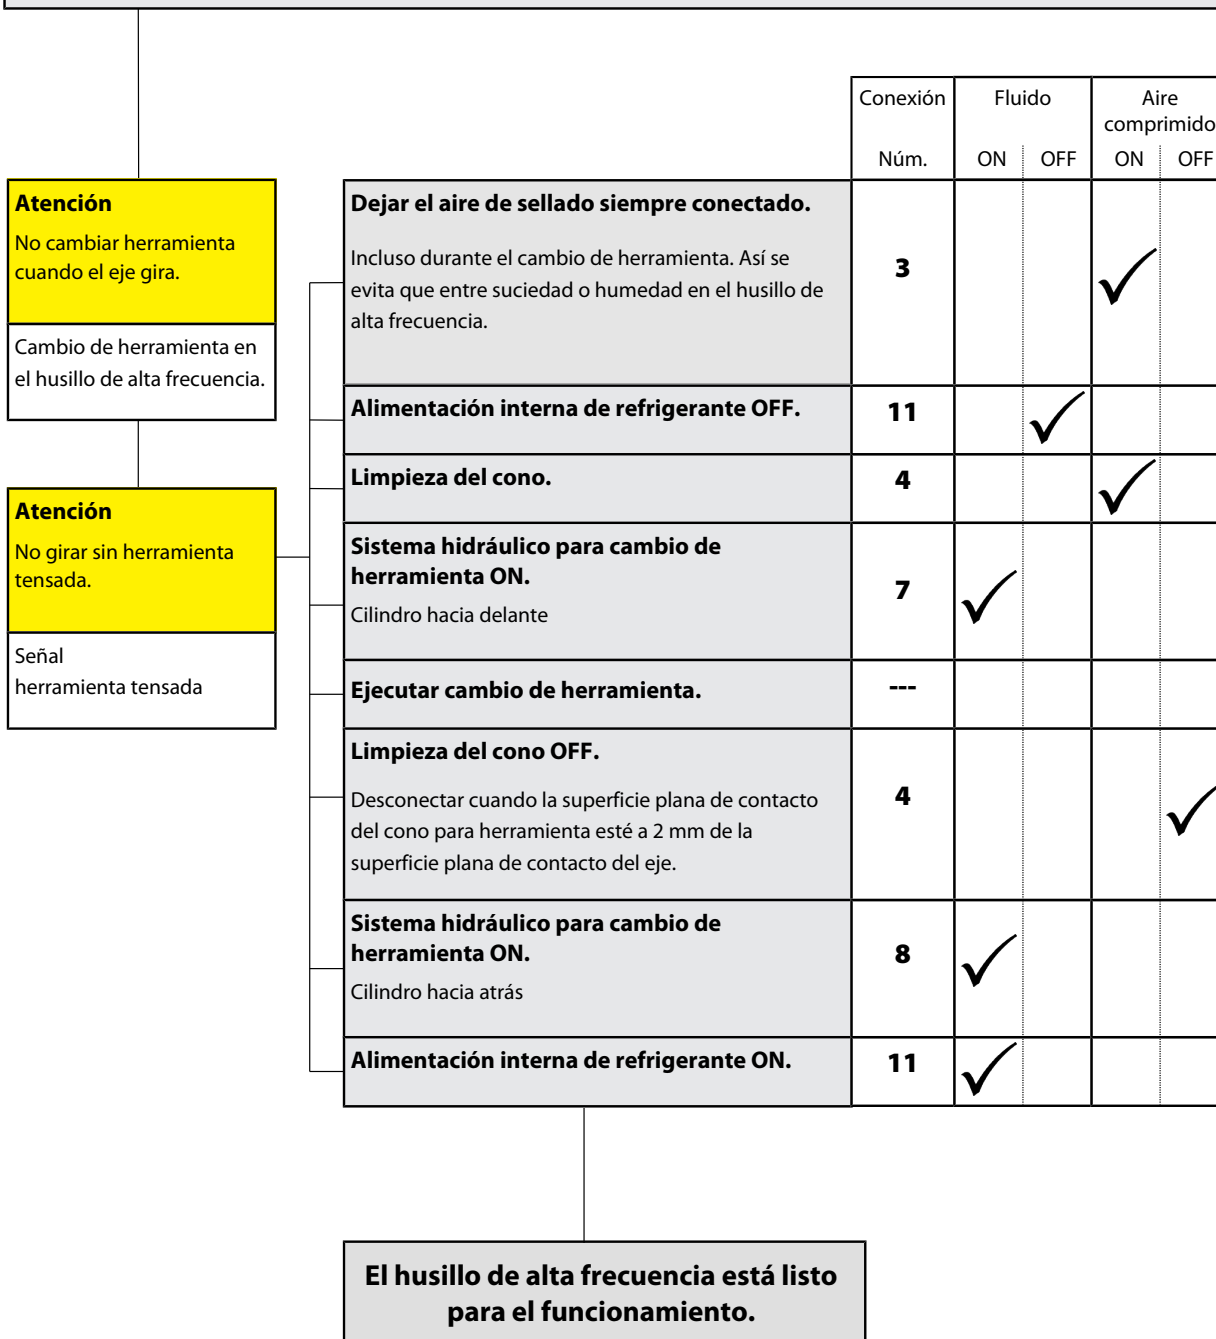 Conexión Fluido Aire
comprimido
Núm. ON OFF ON OFF
Atención
No cambiar herramienta
cuando el eje gira.
Cambio de herramienta en
el husillo de alta frecuencia.
Atención
No girar sin herramienta
tensada.
Señal
herramienta tensada
Dejar el aire de sellado siempre conectado.
Incluso durante el cambio de herramienta. Así se
evita que entre suciedad o humedad en el husillo de
alta frecuencia.
3
Alimentación interna de refrigerante OFF.
11
Limpieza del cono.
4
Sistema hidráulico para cambio de
herramienta ON.
Cilindro hacia delante
7
Ejecutar cambio de herramienta.
---
Limpieza del cono OFF.
Desconectar cuando la superficie plana de contacto
del cono para herramienta esté a 2 mm de la
superficie plana de contacto del eje.
4
Sistema hidráulico para cambio de
herramienta ON.
Cilindro hacia atrás
8
Alimentación interna de refrigerante ON.
11
El husillo de alta frecuencia está listo
para el funcionamiento.